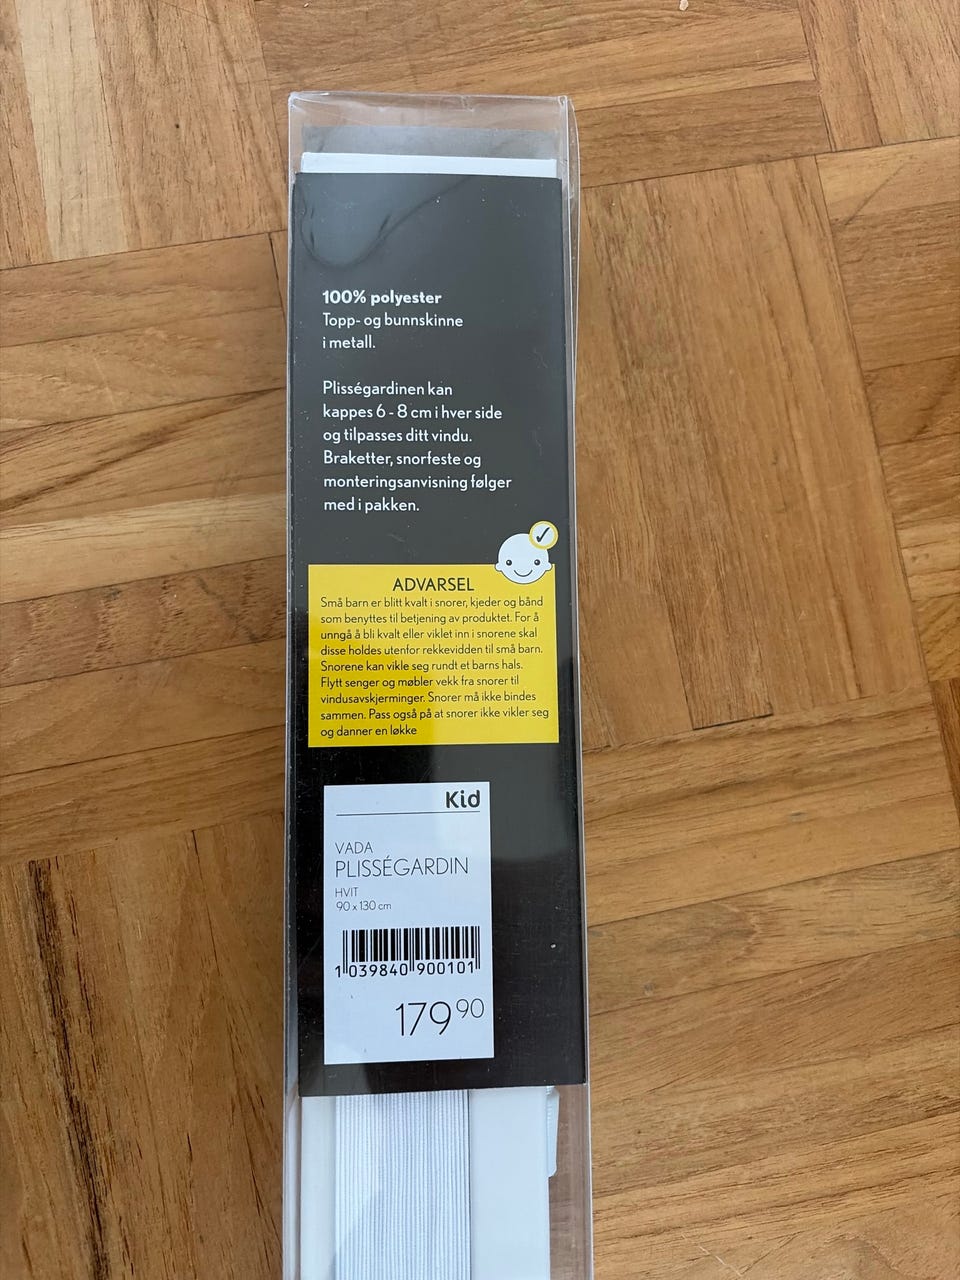 100% polyester
Topp- og bunnskinne
i metall.
Plisségardinen kan
kappes 6 - 8 cm i hver side
og tilpasses ditt vindu.
Braketter, snorfeste og
monteringsanvisning følger
med i pakken.
ADVARSEL
Små barn er blitt kvalt i snorer, kjeder og bånd
som benyttes til betjening av produktet. For å
unngå å bli kvalt eller viklet inn i snorene skal
disse holdes utenfor rekkevidden til små barn.
Snorene kan vikle seg rundt et barns hals.
Flytt senger og møbler vekk fra snorer til
vindusavskjerminger. Snorer må ikke bindes
sammen. Pass også på at snorer ikke vikler seg
og danner en løkke
Kid
VADA
PLISSÉGARDIN
HVIT
90 x 130 cm
1 039840 900101
179 90